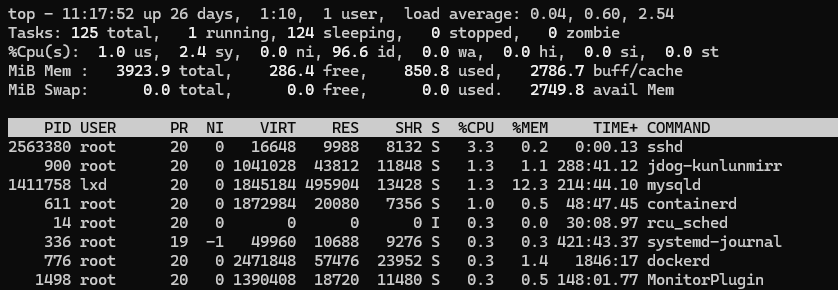 top - 11:17:52 up 26 days,  1:10,  1 user,  load average: 0.04, 0.60, 2.54
Tasks: 125 total,   1 running, 124 sleeping,   0 stopped,   0 zombie
%Cpu(s):  1.0 us,  2.4 sy,  0.0 ni, 96.6 id,  0.0 wa,  0.0 hi,  0.0 si,  0.0 st
MiB Mem :   3923.9 total,    286.4 free,    850.8 used,   2786.7 buff/cache
MiB Swap:      0.0 total,      0.0 free,      0.0 used.   2749.8 avail Mem
    PID USER      PR  NI    VIRT    RES    SHR S  %CPU  %MEM     TIME+ COMMAND
2563380 root      20   0   16648   9988   8132 S   3.3   0.2   0:00.13 sshd
    900 root      20   0 1041028  43812  11848 S   1.3   1.1 288:41.12 jdog-kunlunmirr
1411758 lxd       20   0 1845184 495904  13428 S   1.3  12.3 214:44.10 mysqld
    611 root      20   0 1872984  20080   7356 S   1.0   0.5  48:47.45 containerd
     14 root      20   0       0      0      0 I   0.3   0.0  30:08.97 rcu_sched
    336 root      19  -1   49960  10688   9276 S   0.3   0.3 421:43.37 systemd-journal
    776 root      20   0 2471848  57476  23952 S   0.3   1.4   1846:17 dockerd
   1498 root      20   0 1390408  18720  11480 S   0.3   0.5 148:01.77 MonitorPlugin